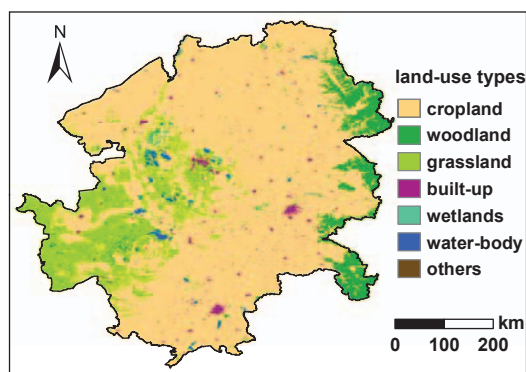 N
land-use types
cropland
woodland
grassland
built-up
wetlands
water-body
others
km
0 100 200